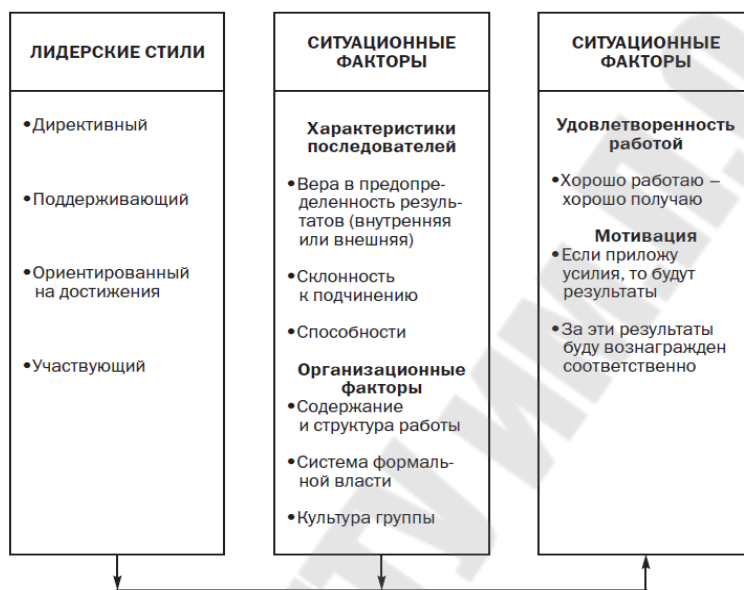 ЛИДЕРСКИЕ СТИЛИ
•Директивный
•Поддерживающий
•Ориентированный
на достижения
•Участвующий
СИТУАЦИОННЫЕ
ФАКТОРЫ
Характеристики
последователей
•Вера в предопре-
деленность резуль-
татов (внутренняя
или внешняя)
•Склонность
к подчинению
•Способности
Организационные
факторы
•Содержание
и структура работы
•Система формаль-
ной власти
•Культура группы
СИТУАЦИОННЫЕ
ФАКТОРЫ
Удовлетворенность
работой
•Хорошо работаю –
хорошо получаю
Мотивация
•Если приложу
усилия, то будут
результаты
•За эти результаты
буду вознагражден
соответственно